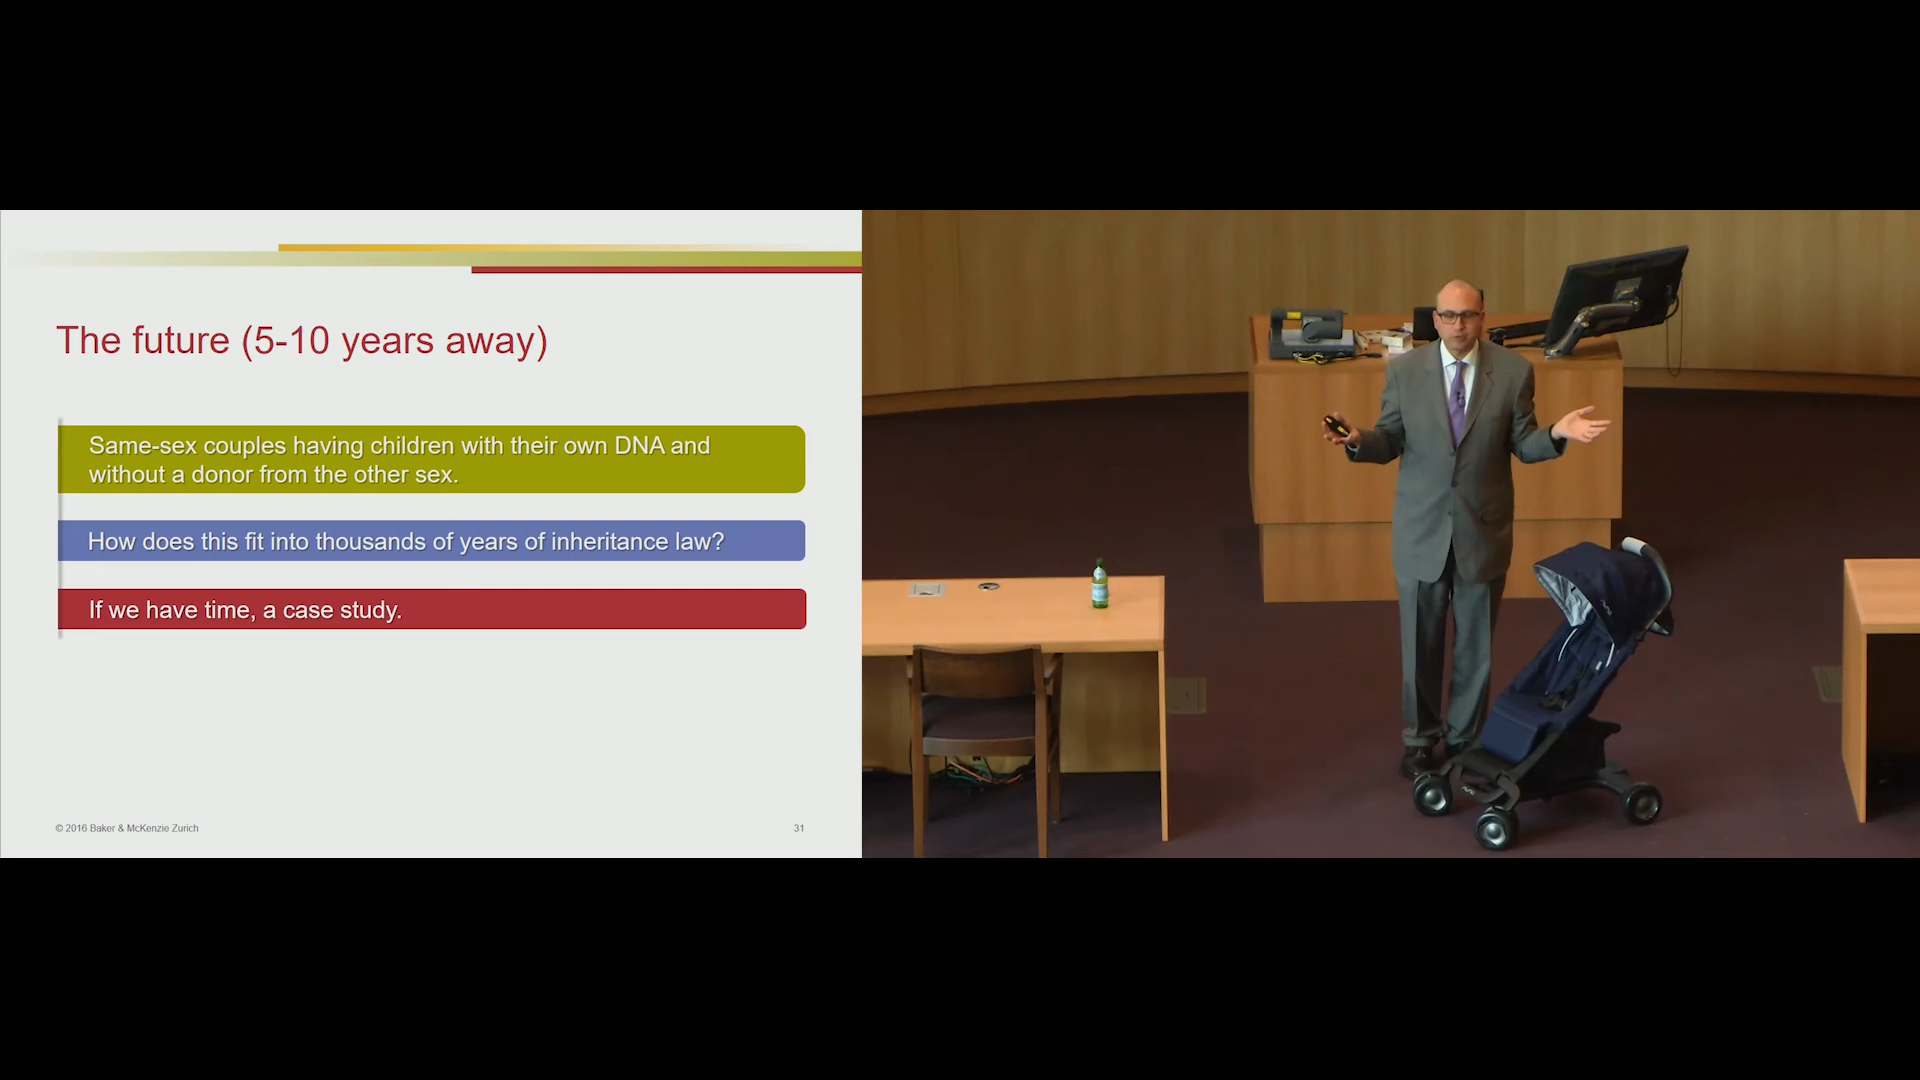 The future (5-10 years away)
Same-sex couples having children with their own DNA and
without a donor from the other sex.
How does this fit into thousands of years of inheritance law?
If we have time, a case study.
© 2016 Baker & McKenzie Zurich
31